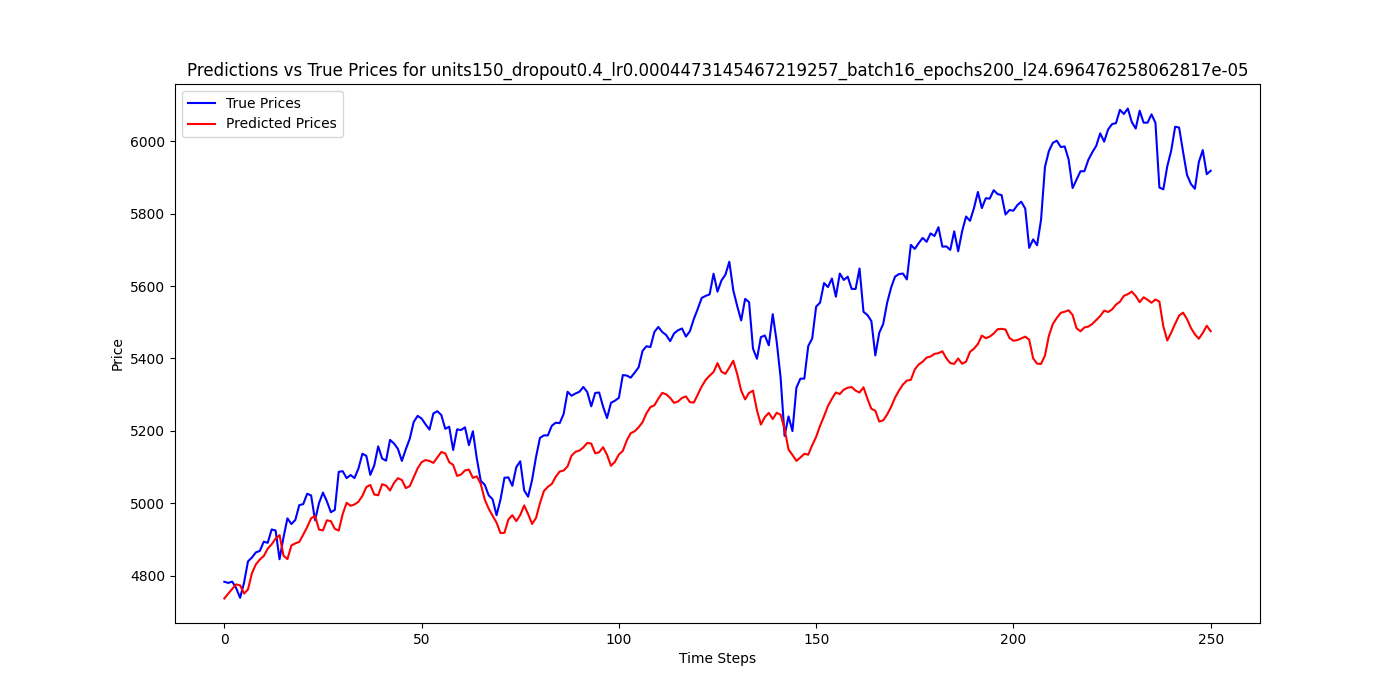 Predictions vs True Prices for units150_dropout0.4_lr0.0004473145467219257_batch16_epochs200_l24.696476258062817e-05
True Prices
Predicted Prices
6000
5800
5600
5400
5200
5000
4800
Price
0 50 100 150 200 250
Time Steps